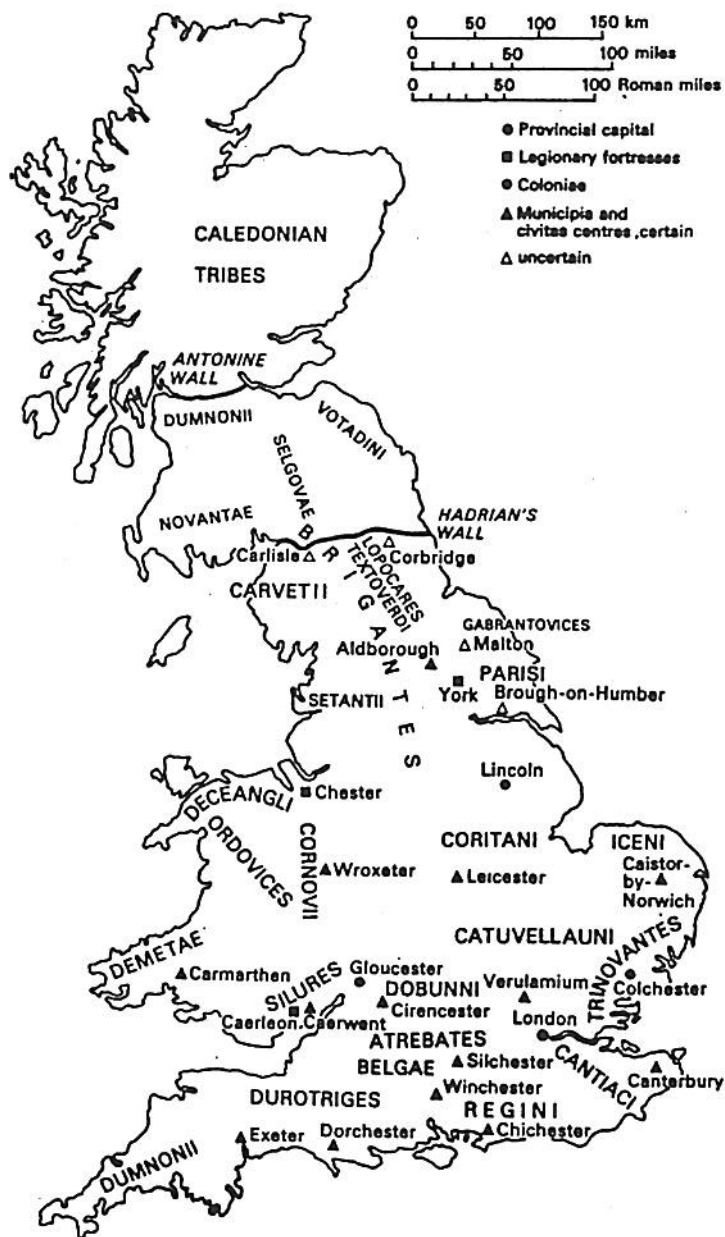 0 50 100 150 km
0 50 100 miles
0 50 100 Roman miles
Provincial capital
Legionary fortresses
Coloniae
Municipia and
civitas centres, certain
uncertain
CALEDONIAN
TRIBES
ANTONINE
WALL
DUMNONII
VOTADINI
SELGOVAE
NOVANTAE
HADRIAN'S
WALL
BRIGANTES
Carlisle
Corbridge
LOPOCARES
TEXTOVERDI
CARVETII
GABRANTOVICES
Malton
Aldborough
PARISI
York
Brough-on-Humber
SETANTII
Lincoln
DECEANGLI
Chester
ORDOVICES
CORNOVII
CORITANI
ICENI
Wroxeter
Leicester
Caistor-
by-
Norwich
CATUVELLAUNI
TRINOVANTES
DEMETAE
Carmarthen
SILURES
Gloucester
DOBUNNI
Verulamium
Colchester
Cirencester
Caerleon
Caerwent
London
ATREBATES
BELGAE
Silchester
CANTIACI
Canterbury
Winchester
DUROTRIGES
REGINI
Exeter
Dorchester
Chichester
DUMNONII